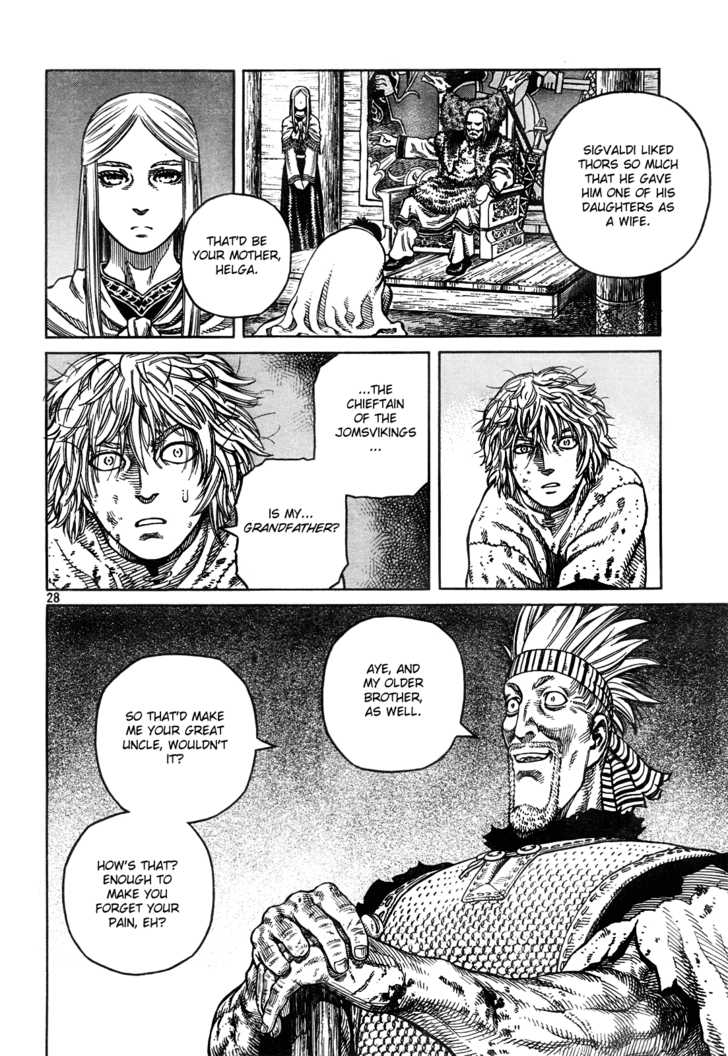 SIGVALDI LIKED
THORS SO MUCH
THAT HE GAVE
HIM ONE OF HIS
DAUGHTERS AS
A WIFE.
THAT'D BE
YOUR MOTHER,
HELGA.
...THE
CHIEFTAIN
OF THE
JOMSVIKINGS
...
IS MY...
GRANDFATHER?
28
AYE, AND
MY OLDER
BROTHER,
AS WELL.
SO THAT'D MAKE
ME YOUR GREAT
UNCLE, WOULDN'T
IT?
HOW'S THAT?
ENOUGH TO
MAKE YOU
FORGET YOUR
PAIN, EH?